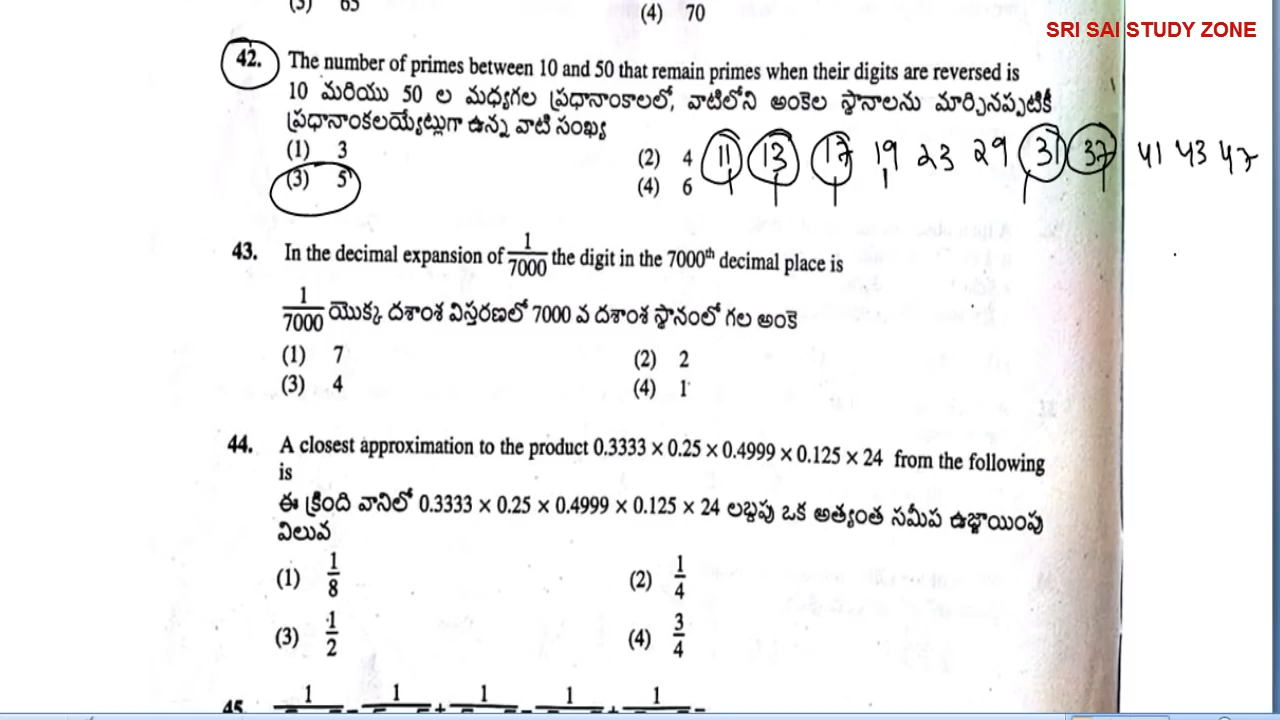 (3) 65
(4) 70
SRI SAI STUDY ZONE
42. The number of primes between 10 and 50 that remain primes when their digits are reversed is
10 మరియు 50 ల మధ్యగల ప్రధానాంకాలలో, వాటిలోని అంకెల స్థానాలను మార్చినప్పటికీ
ప్రధానాంకలయ్యేట్లుగా ఉన్న వాటి సంఖ్య
(1) 3
(2) 4
(3) 5
(4) 6
11 13 17 19 23 29 31 37 41 43 47
43. In the decimal expansion of 1/7000 the digit in the 7000th decimal place is
1/7000 యొక్క దశాంశ విస్తరణలో 7000 వ దశాంశ స్థానంలో గల అంకె
(1) 7
(2) 2
(3) 4
(4) 1
44. A closest approximation to the product 0.3333 × 0.25 × 0.4999 × 0.125 × 24 from the following
is
ఈ క్రింది వానిలో 0.3333 × 0.25 × 0.4999 × 0.125 × 24 లబ్దపు ఒక అత్యంత సమీప ఉజ్జాయింపు
విలువ
(1) 1/8
(2) 1/4
(3) 1/2
(4) 3/4
45.